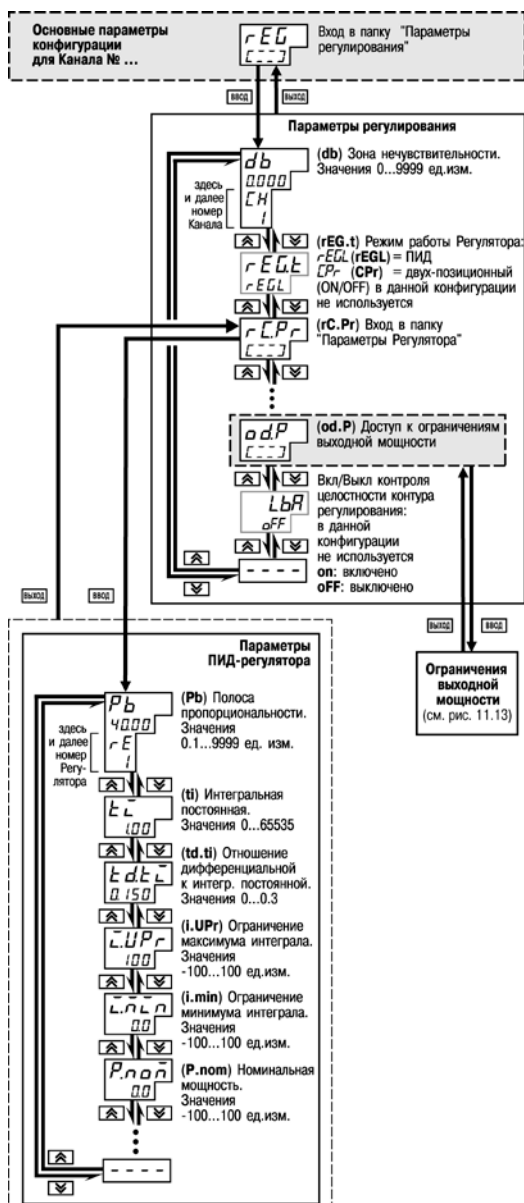 Основные параметры
конфигурации
для Канала № ...
rEG
[---]
Вход в папку "Параметры
регулирования"
ввод
выход
Параметры регулирования
db
0.000
CH
1
здесь
и далее
номер
Канала
(db) Зона нечувствительности.
Значения 0...9999 ед.изм.
rEG.t
rEGL
(rEG.t) Режим работы Регулятора:
rEGL (rEGL) = ПИД
CPr (CPr) = двух-позиционный
(ON/OFF) в данной конфигурации
не используется
rC.Pr
[---]
(rC.Pr) Вход в папку
"Параметры Регулятора"
od.P
[---]
(od.P) Доступ к ограничениям
выходной мощности
LbA
oFF
Вкл/Выкл контроля
целостности контура
регулирования:
в данной
конфигурации
не используется
on: включено
oFF: выключено
----
выход
ввод
выход
ввод
Ограничения
выходной
мощности
(см. рис. 11.13)
Параметры
ПИД-регулятора
Pb
40.00
rE
1
здесь
и далее
номер
Регу-
лятора
(Pb) Полоса
пропорциональности.
Значения
0.1...9999 ед. изм.
ti
1.00
(ti) Интегральная
постоянная.
Значения 0...65535
td.ti
0.150
(td.ti) Отношение
дифференциальной
к интегр. постоянной.
Значения 0...0.3
i.UPr
100
(i.UPr) Ограничение
максимума интеграла.
Значения
-100...100 ед.изм.
i.min
0.0
(i.min) Ограничение
минимума интеграла.
Значения
-100...100 ед.изм.
P.nom
0.0
(P.nom) Номинальная
мощность.
Значения
-100...100 ед.изм.
----